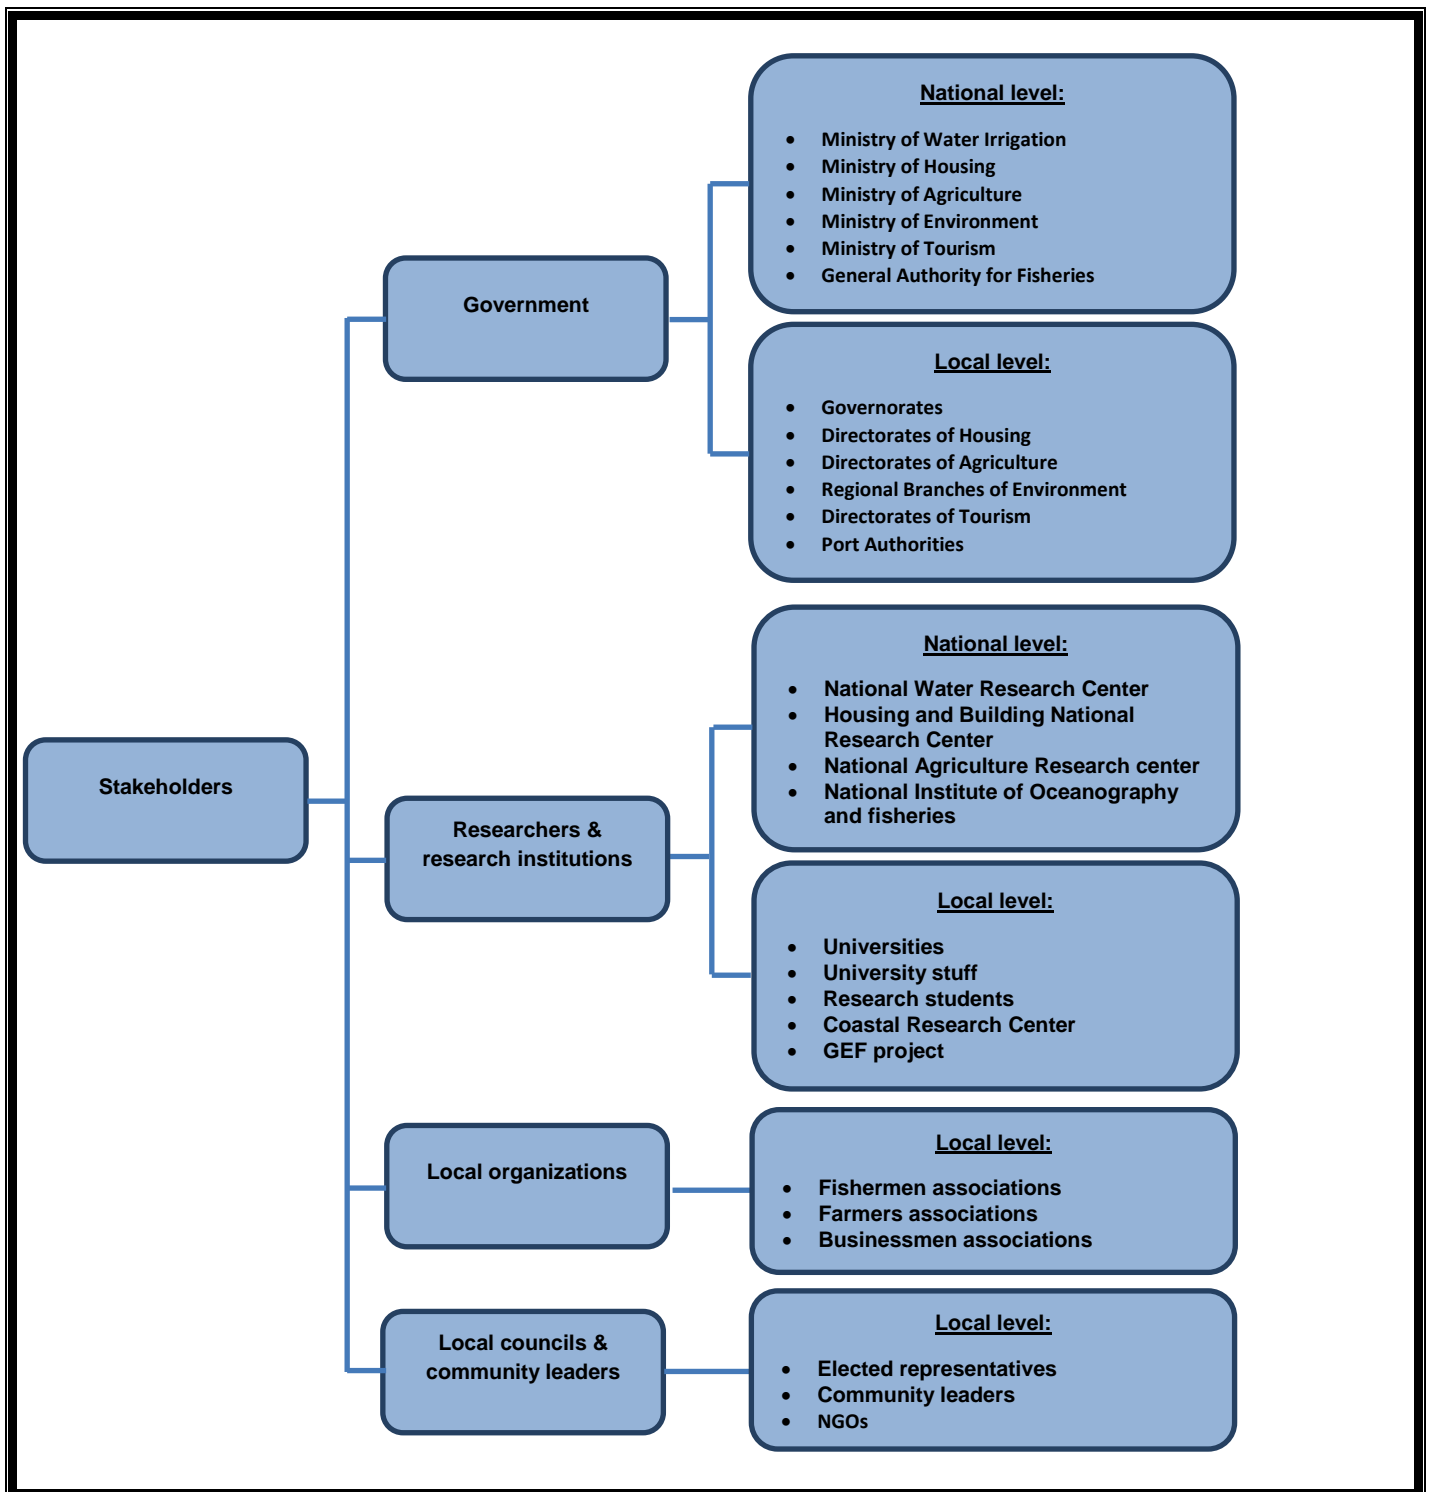 Stakeholders
Government
National level:
• Ministry of Water Irrigation
• Ministry of Housing
• Ministry of Agriculture
• Ministry of Environment
• Ministry of Tourism
• General Authority for Fisheries
Local level:
• Governorates
• Directorates of Housing
• Directorates of Agriculture
• Regional Branches of Environment
• Directorates of Tourism
• Port Authorities
Researchers &
research institutions
National level:
• National Water Research Center
• Housing and Building National
Research Center
• National Agriculture Research center
• National Institute of Oceanography
and fisheries
Local level:
• Universities
• University stuff
• Research students
• Coastal Research Center
• GEF project
Local organizations
Local level:
• Fishermen associations
• Farmers associations
• Businessmen associations
Local councils &
community leaders
Local level:
• Elected representatives
• Community leaders
• NGOs